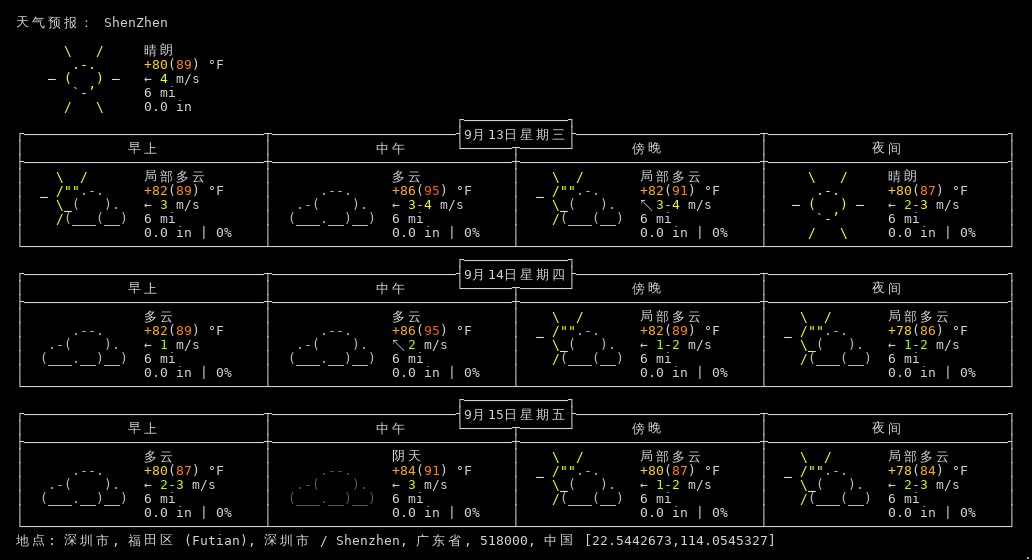 天气预报： ShenZhen
晴朗
+80(89) °F
← 4 m/s
6 mi
0.0 in
9月13日星期三
早上 中午 傍晚 夜间
局部多云 多云 局部多云 晴朗
+82(89) °F +86(95) °F +82(91) °F +80(87) °F
← 3 m/s ← 3-4 m/s ↖ 3-4 m/s ← 2-3 m/s
6 mi 6 mi 6 mi 6 mi
0.0 in | 0% 0.0 in | 0% 0.0 in | 0% 0.0 in | 0%
9月14日星期四
早上 中午 傍晚 夜间
多云 多云 局部多云 局部多云
+82(89) °F +86(95) °F +82(89) °F +78(86) °F
← 1 m/s ↖ 2 m/s ← 1-2 m/s ← 1-2 m/s
6 mi 6 mi 6 mi 6 mi
0.0 in | 0% 0.0 in | 0% 0.0 in | 0% 0.0 in | 0%
9月15日星期五
早上 中午 傍晚 夜间
多云 阴天 局部多云 局部多云
+80(87) °F +84(91) °F +80(87) °F +78(84) °F
← 2-3 m/s ← 3 m/s ← 1-2 m/s ← 2-3 m/s
6 mi 6 mi 6 mi 6 mi
0.0 in | 0% 0.0 in | 0% 0.0 in | 0% 0.0 in | 0%
地点: 深圳市, 福田区 (Futian), 深圳市 / Shenzhen, 广东省, 518000, 中国 [22.5442673,114.0545327]